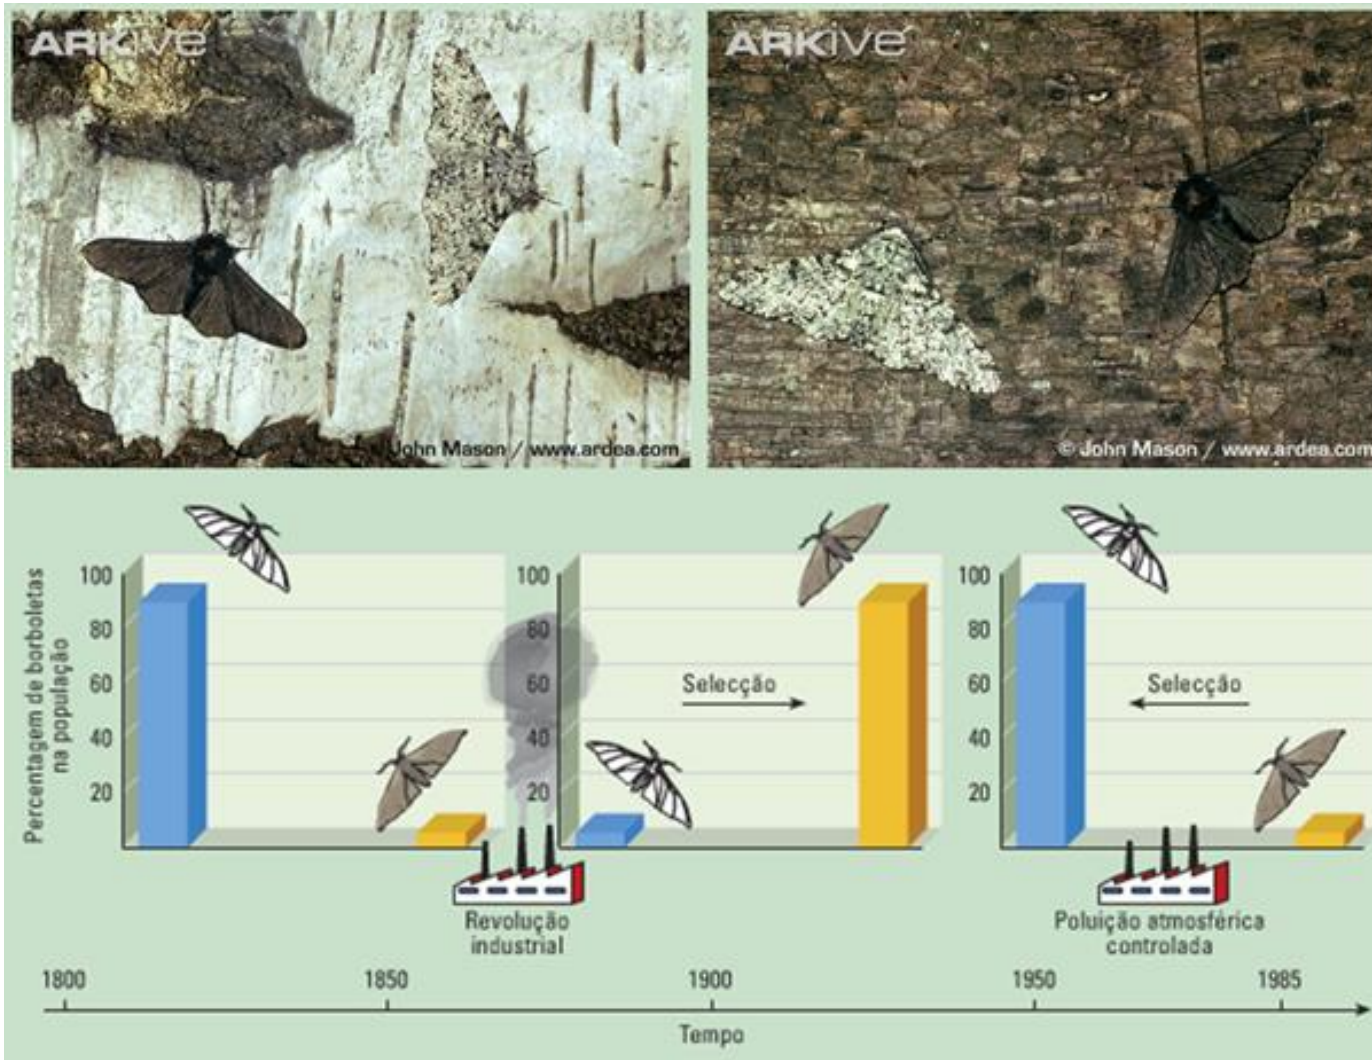 ARKive
ARKive
John Mason / www.ardea.com
© John Mason / www.ardea.com
Percentagem de borboletas
na população
100
80
60
40
20
100
80
60
40
20
Selecção
100
80
60
40
20
Selecção
Revolução
industrial
Poluição atmosférica
controlada
1800
1850
1900
1950
1985
Tempo